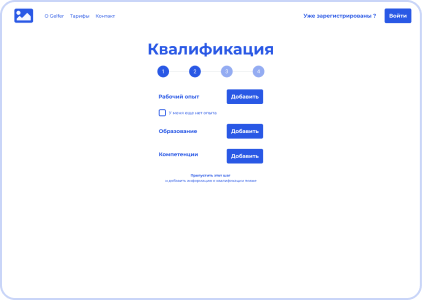 О Gelfer Тарифы Контакт Уже зарегистрированы ? Войти
Квалификация
1 2 3 4
Рабочий опыт Добавить
У меня еще нет опыта
Образование Добавить
Компетенции Добавить
Пропустить этот шаг
и добавить информацию о квалификации позже